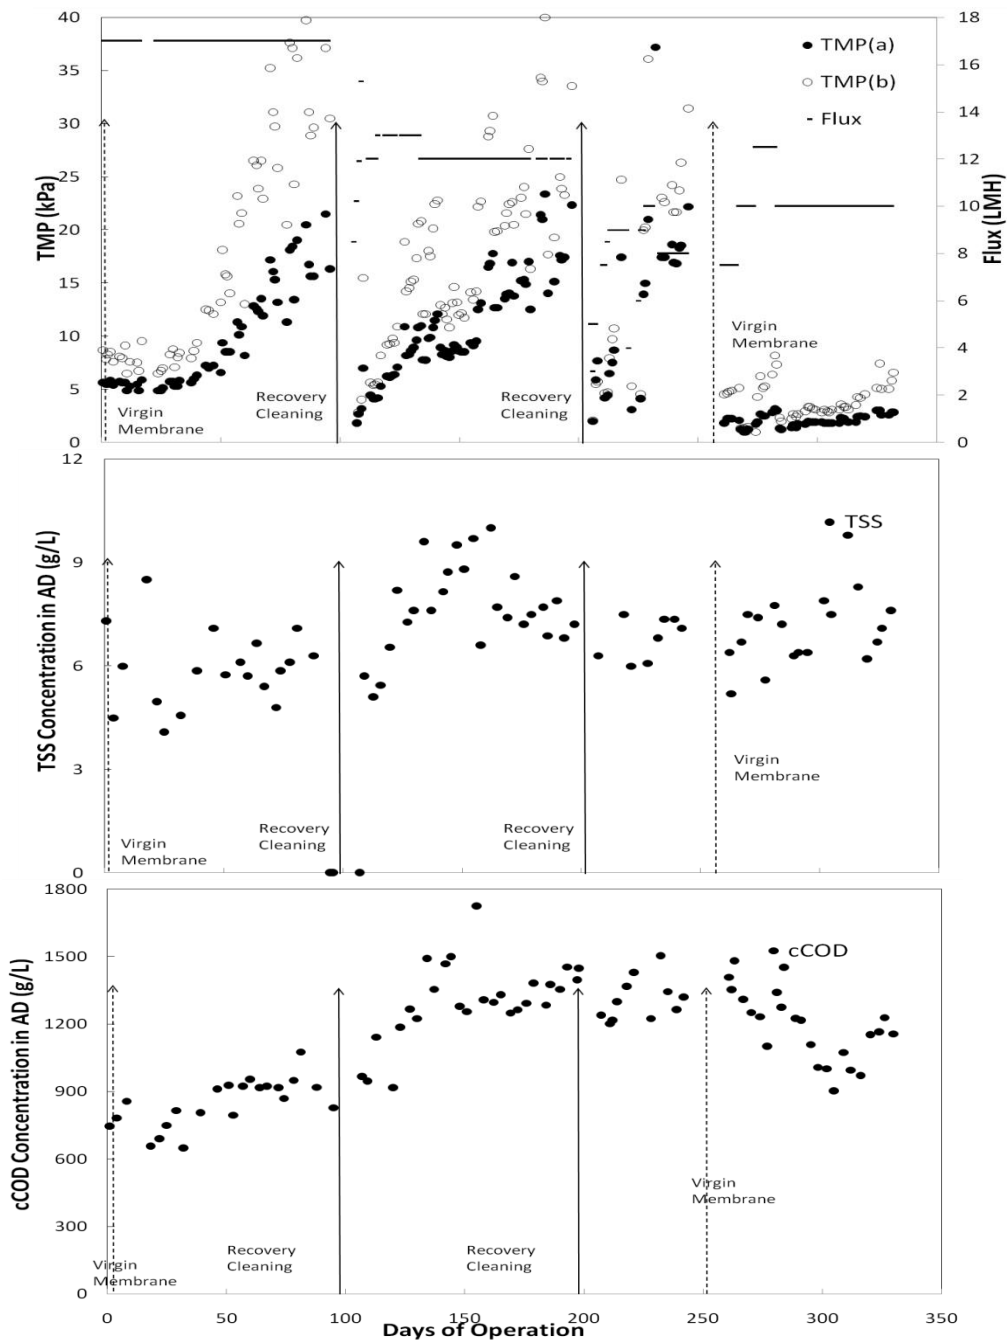 40
35
30
25
20
15
10
5
0
TMP (kPa)
18
16
14
12
10
8
6
4
2
0
Flux (LMH)
TMP(a)
TMP(b)
Flux
Virgin
Membrane
Recovery
Cleaning
Recovery
Cleaning
Virgin
Membrane
12
9
6
3
0
TSS Concentration in AD (g/L)
TSS
Virgin
Membrane
Recovery
Cleaning
Recovery
Cleaning
Virgin
Membrane
1800
1500
1200
900
600
300
0
cCOD Concentration in AD (g/L)
cCOD
Virgin
Membrane
Recovery
Cleaning
Recovery
Cleaning
Virgin
Membrane
0 50 100 150 200 250 300 350
Days of Operation